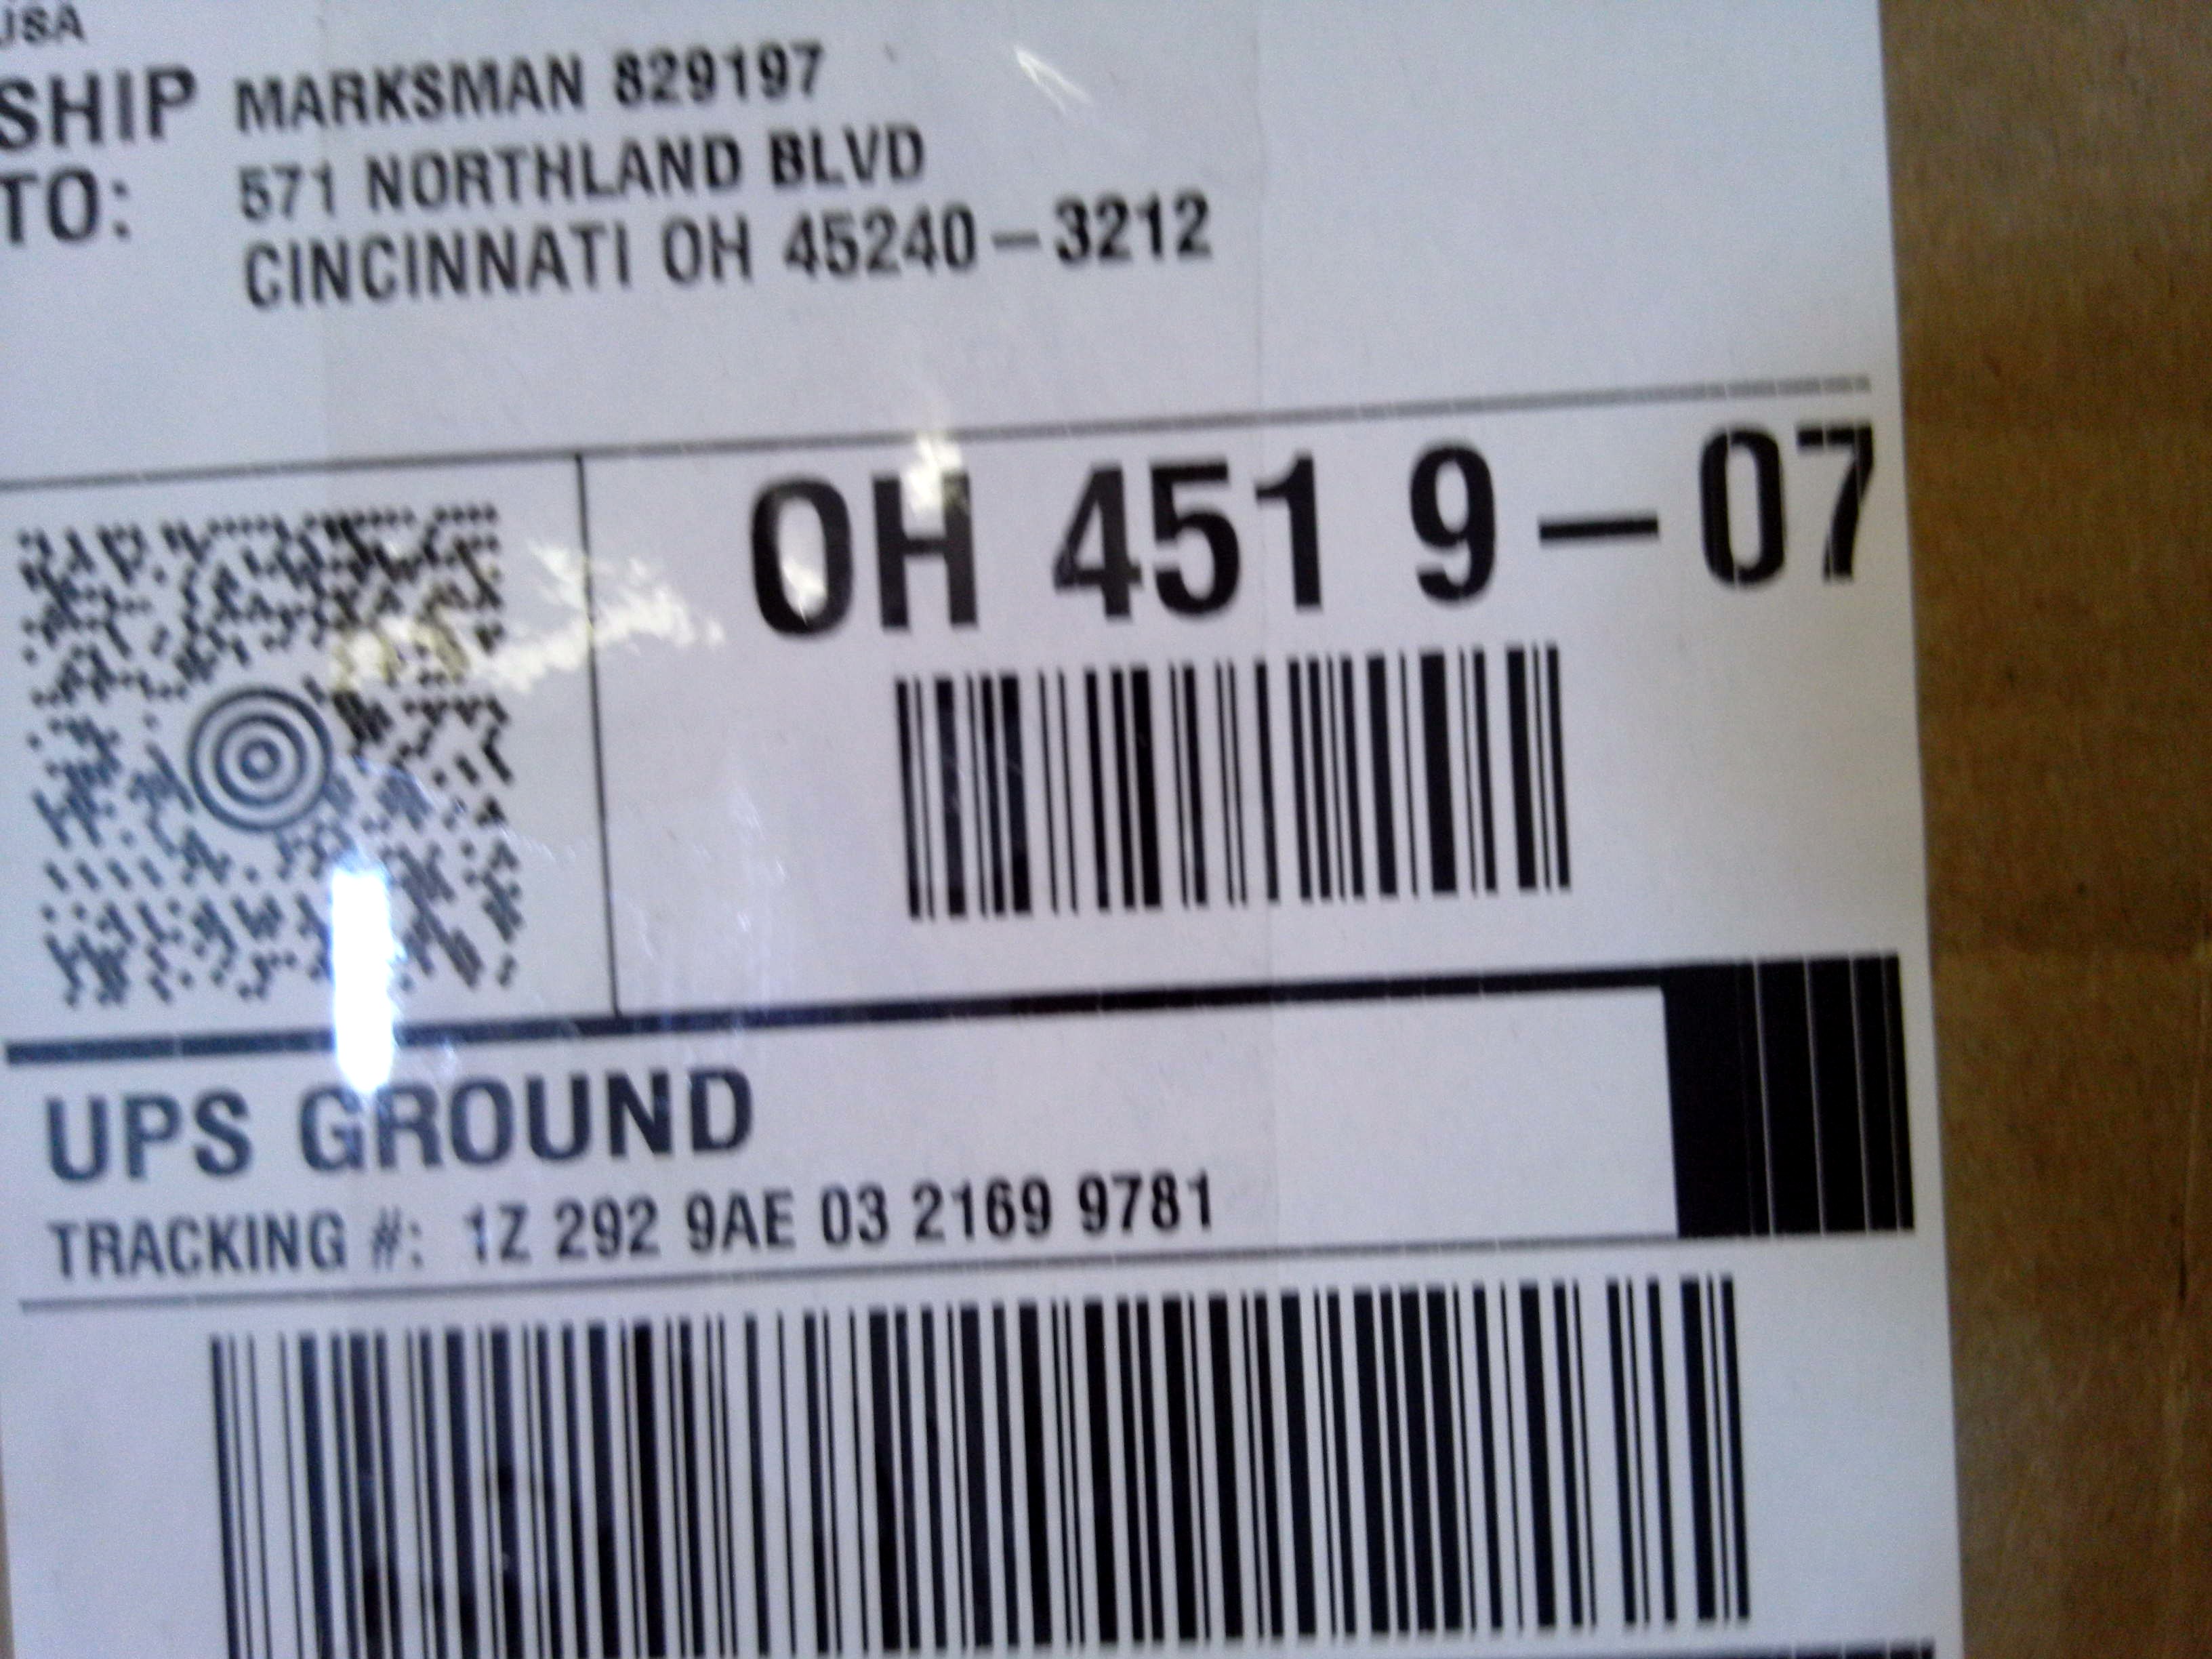 USA
SHIP TO:
MARKSMAN 829197
571 NORTHLAND BLVD
CINCINNATI OH 45240-3212
OH 451 9-07
UPS GROUND
TRACKING #: 1Z 292 9AE 03 2169 9781